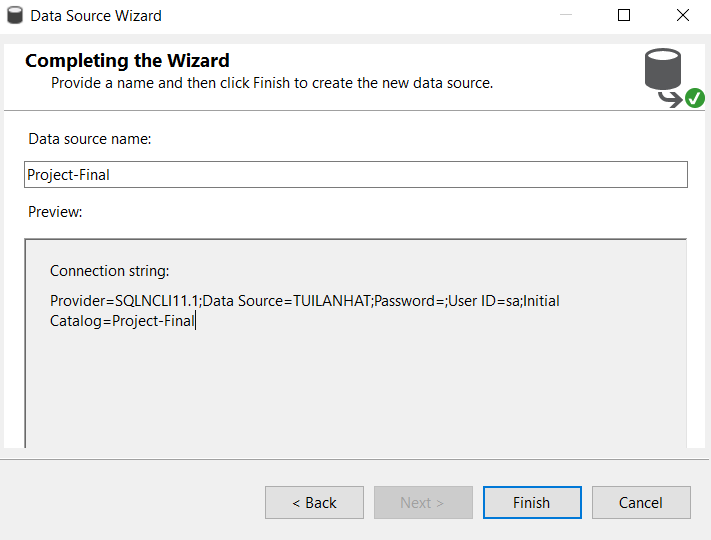 Data Source Wizard
Completing the Wizard
Provide a name and then click Finish to create the new data source.
Data source name:
Project-Final
Preview:
Connection string:
Provider=SQLNCLI11.1;Data Source=TUILANHAT;Password=;User ID=sa;Initial
Catalog=Project-Final
< Back
Next >
Finish
Cancel